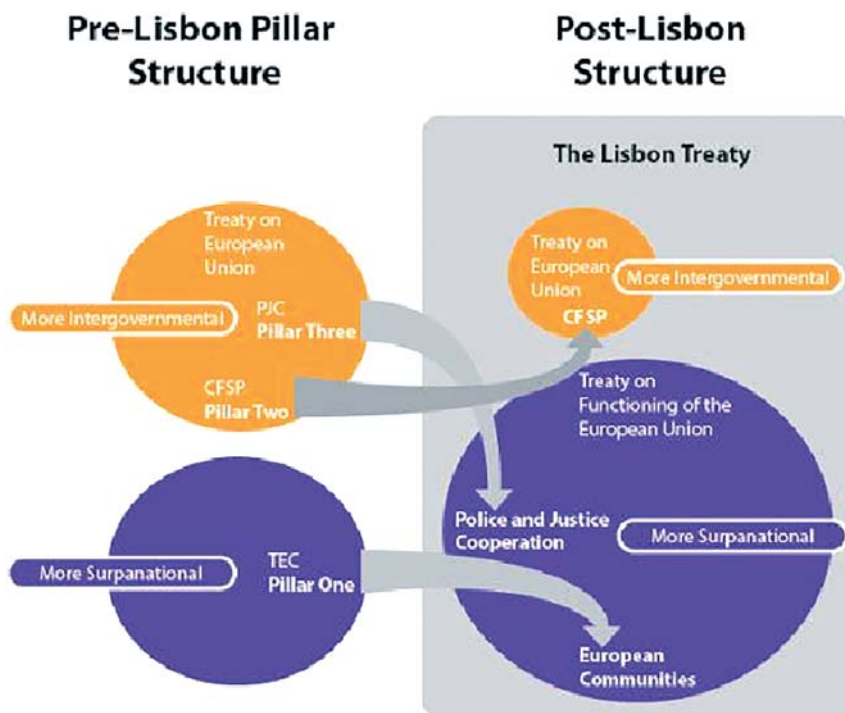 Pre-Lisbon Pillar
Structure
Post-Lisbon
Structure
The Lisbon Treaty
Treaty on
European
Union
More Intergovernmental
PJC
Pillar Three
CFSP
Pillar Two
Treaty on
European
Union
CFSP
More Intergovernmental
Treaty on
Functioning of the
European Union
Police and Justice
Cooperation
More Surpanational
More Surpanational
TEC
Pillar One
European
Communities